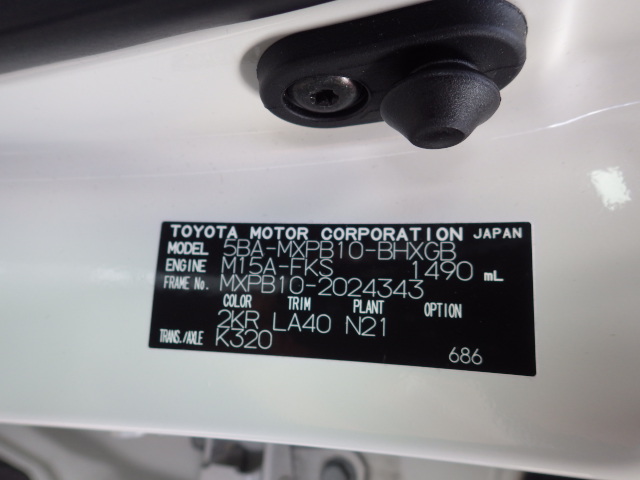 TOYOTA MOTOR CORPORATION JAPAN
MODEL 5BA-MXPB10-BHXGB
ENGINE M15A-FKS 1490 mL
FRAME No. MXPB10-2024343
COLOR TRIM PLANT OPTION
2KR LA40 N21
TRANS./AXLE K320
686